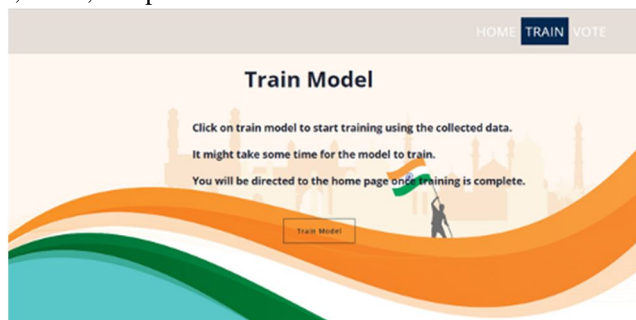 HOME TRAIN VOTE
Train Model
Click on train model to start training using the collected data.
It might take some time for the model to train.
You will be directed to the home page once training is complete.
Train Model